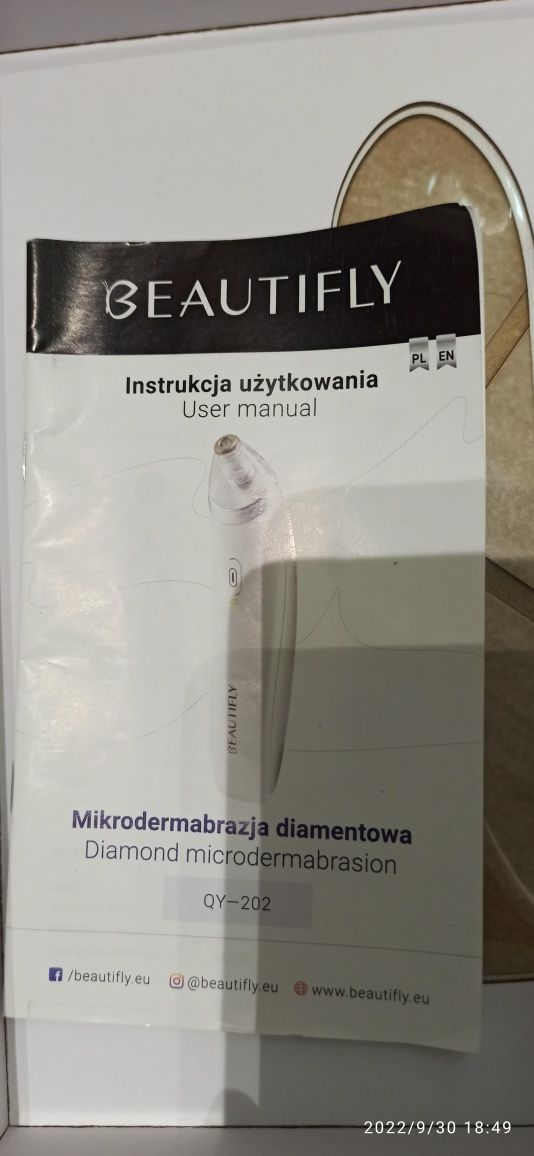 BEAUTIFLY
PL EN
Instrukcja użytkowania
User manual
BEAUTIFLY
Mikrodermabrazja diamentowa
Diamond microdermabrasion
QY—202
/beautifly.eu @beautifly.eu www.beautifly.eu
2022/9/30 18:49